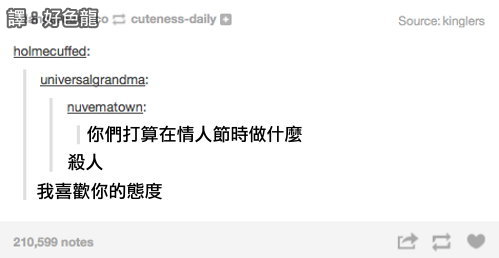 譯：好色龍
co cuteness-daily
Source: kinglers
holmecuffed:
universalgrandma:
nuvematown:
你們打算在情人節時做什麼
殺人
我喜歡你的態度
210,599 notes